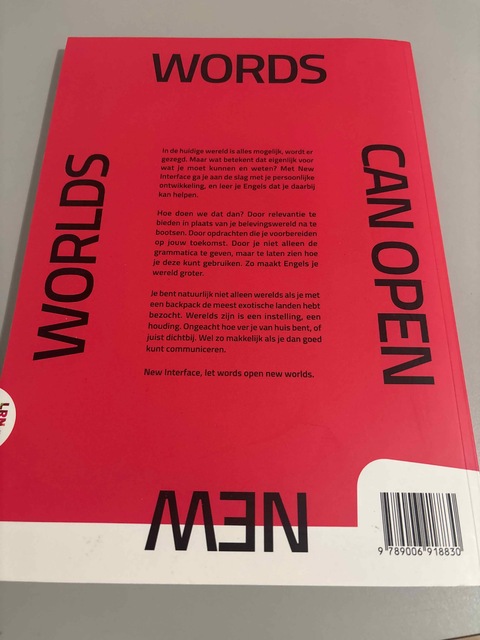 WORDS
CAN OPEN
NEW
WORLDS
In de huidige wereld is alles mogelijk, wordt er
gezegd. Maar wat betekent dat eigenlijk voor
wat je moet kunnen en weten? Met New
Interface ga je aan de slag met je persoonlijke
ontwikkeling, en leer je Engels dat je daarbij
kan helpen.
Hoe doen we dat dan? Door relevantie te
bieden in plaats van je belevingswereld na te
bootsen. Door opdrachten die je voorbereiden
op jouw toekomst. Door je niet alleen de
grammatica te geven, maar te laten zien hoe
je deze kunt gebruiken. Zo maakt Engels je
wereld groter.
Je bent natuurlijk niet alleen werelds als je met
een backpack de meest exotische landen hebt
bezocht. Werelds zijn is een instelling, een
houding. Ongeacht hoe ver je van huis bent, of
juist dichtbij. Wel zo makkelijk als je dan goed
kunt communiceren.
New Interface, let words open new worlds.
LRN
9 789006 918830